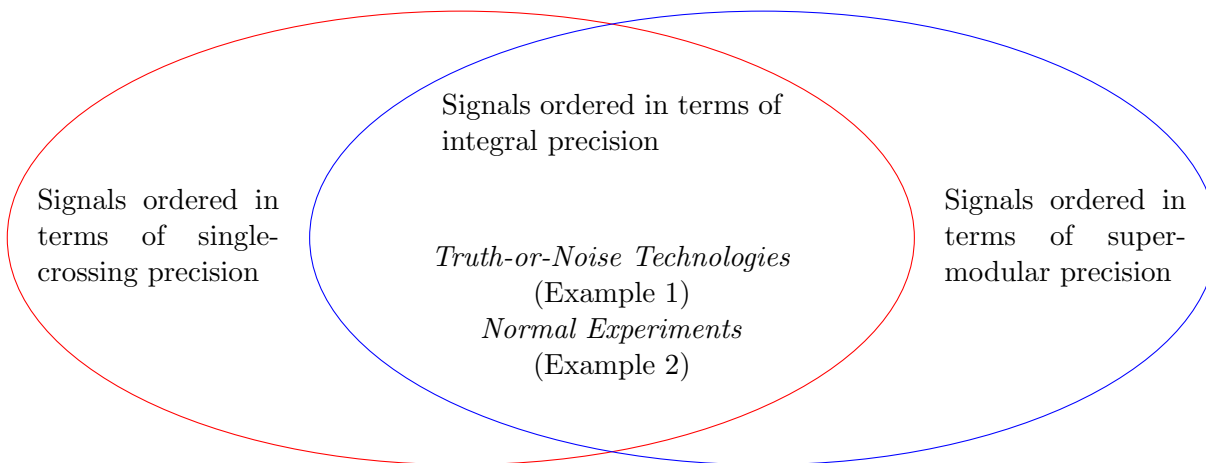 Signals ordered in terms of
integral precision
Signals ordered in
terms of single-
crossing precision
Signals ordered in
terms of super-
modular precision
Truth-or-Noise Technologies
(Example 1)
Normal Experiments
(Example 2)